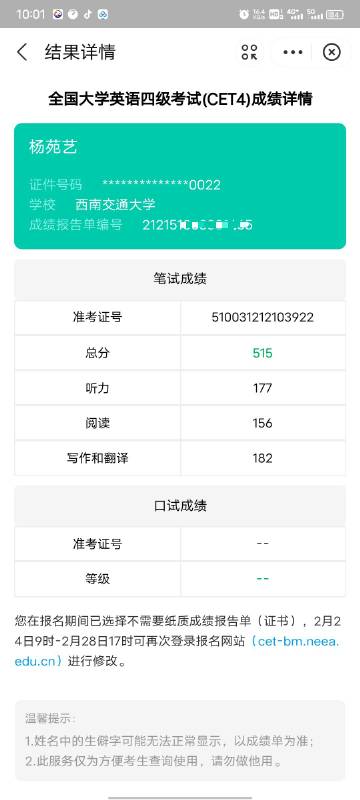 10:01
16.4 KB/s HD 4G 5G
结果详情
全国大学英语四级考试(CET4)成绩详情
杨苑艺
证件号码 **************0022
学校 西南交通大学
成绩报告单编号
笔试成绩
准考证号 510031212103922
总分 515
听力 177
阅读 156
写作和翻译 182
口试成绩
准考证号 --
等级 --
您在报名期间已选择不需要纸质成绩报告单（证书），2月2
4日9时-2月28日17时可再次登录报名网站（cet-bm.neea.
edu.cn）进行修改。
温馨提示：
1.姓名中的生僻字可能无法正常显示，以成绩单为准；
2.此服务仅为方便考生查询使用，请勿做他用。